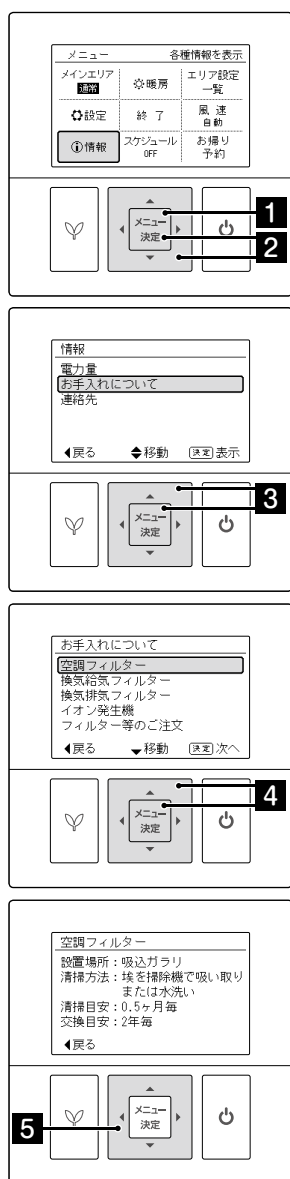 メニュー 各種情報を表示
メインエリア 通常 暖房 エリア設定 一覧
設定 終了 風速 自動
①情報 スケジュール OFF お帰り 予約
メニュー 決定
1
2
情報
電力量
お手入れについて
連絡先
戻る 移動 決定 表示
メニュー 決定
3
お手入れについて
空調フィルター
換気給気フィルター
換気排気フィルター
イオン発生機
フィルター等のご注文
戻る 移動 決定 次へ
メニュー 決定
4
空調フィルター
設置場所：吸込ガラリ
清掃方法：埃を掃除機で吸い取り
または水洗い
清掃目安：0.5ヶ月毎
交換目安：2年毎
戻る
メニュー 決定
5